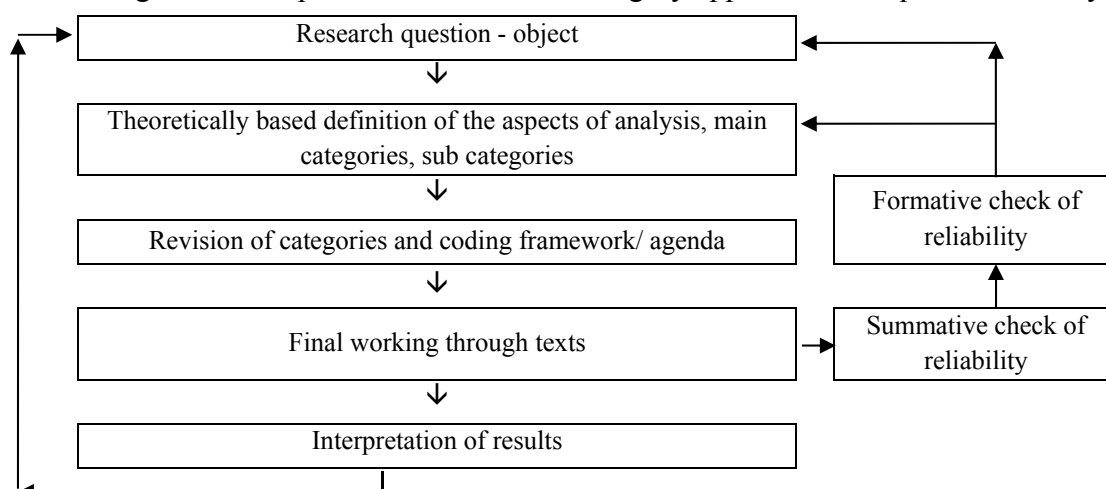 Research question - object
Theoretically based definition of the aspects of analysis, main
categories, sub categories
Formative check of
reliability
Revision of categories and coding framework/ agenda
Final working through texts
Summative check of
reliability
Interpretation of results